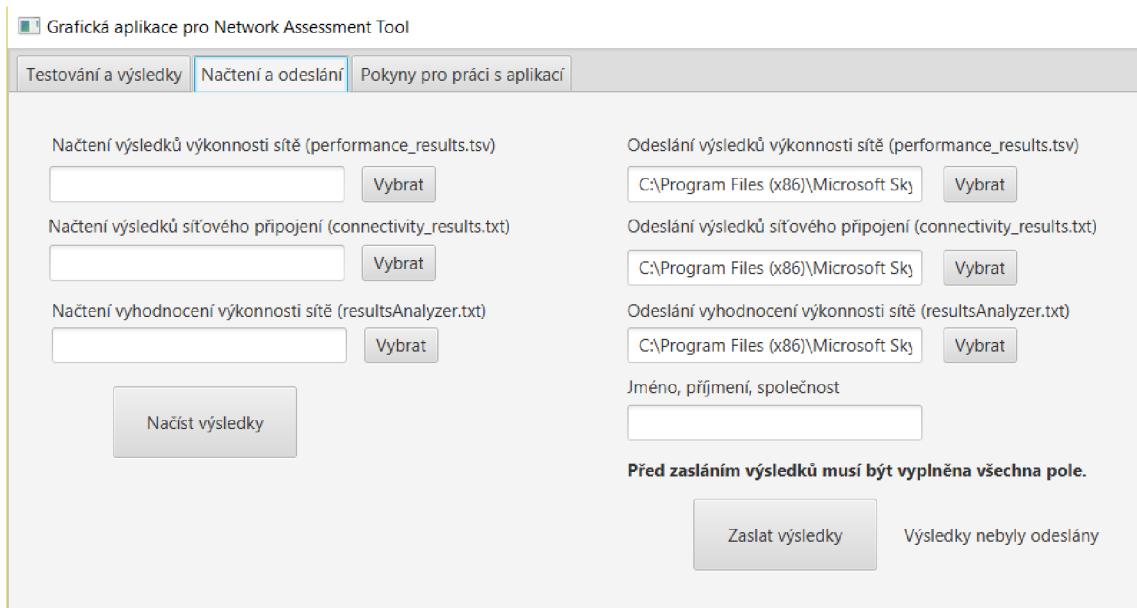 Grafická aplikace pro Network Assessment Tool
Testování a výsledky
Načtení a odeslání
Pokyny pro práci s aplikací
Načtení výsledků výkonnosti sítě (performance_results.tsv)
Vybrat
Načtení výsledků síťového připojení (connectivity_results.txt)
Vybrat
Načtení vyhodnocení výkonnosti sítě (resultsAnalyzer.txt)
Vybrat
Načíst výsledky
Odeslání výsledků výkonnosti sítě (performance_results.tsv)
C:\Program Files (x86)\Microsoft Sky
Vybrat
Odeslání výsledků síťového připojení (connectivity_results.txt)
C:\Program Files (x86)\Microsoft Sky
Vybrat
Odeslání vyhodnocení výkonnosti sítě (resultsAnalyzer.txt)
C:\Program Files (x86)\Microsoft Sky
Vybrat
Jméno, příjmení, společnost
Před zasláním výsledků musí být vyplněna všechna pole.
Zaslat výsledky
Výsledky nebyly odeslány